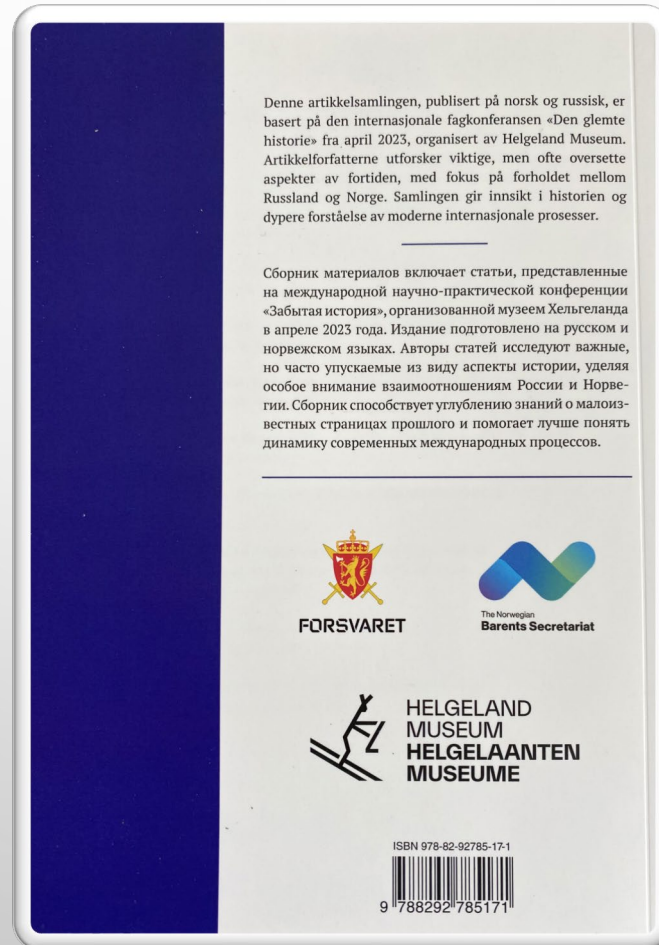 Denne artikkelsamlingen, publisert på norsk og russisk, er
basert på den internasjonale fagkonferansen «Den glemte
historie» fra april 2023, organisert av Helgeland Museum.
Artikkelforfatterne utforsker viktige, men ofte oversette
aspekter av fortiden, med fokus på forholdet mellom
Russland og Norge. Samlingen gir innsikt i historien og
dypere forståelse av moderne internasjonale prosesser.
Сборник материалов включает статьи, представленные
на международной научно-практической конференции
«Забытая история», организованной музеем Хельгеланда
в апреле 2023 года. Издание подготовлено на русском и
норвежском языках. Авторы статей исследуют важные,
но часто упускаемые из виду аспекты истории, уделяя
особое внимание взаимоотношениям России и Норве-
гии. Сборник способствует углублению знаний о малоиз-
вестных страницах прошлого и помогает лучше понять
динамику современных международных процессов.
FORSVARET
The Norwegian
Barents Secretariat
HELGELAND
MUSEUM
HELGELAANTEN
MUSEUME
ISBN 978-82-92785-17-1
9 788292 785171